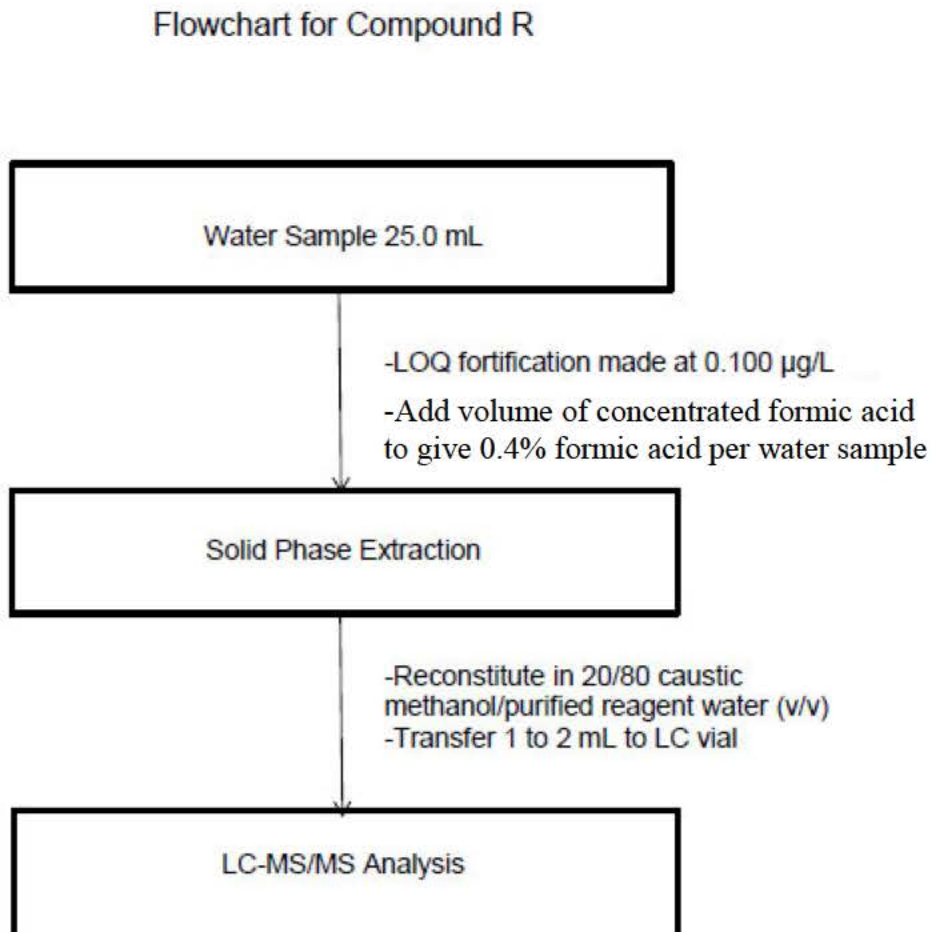 Flowchart for Compound R
Water Sample 25.0 mL
-LOQ fortification made at 0.100 µg/L
-Add volume of concentrated formic acid
to give 0.4% formic acid per water sample
Solid Phase Extraction
-Reconstitute in 20/80 caustic
methanol/purified reagent water (v/v)
-Transfer 1 to 2 mL to LC vial
LC-MS/MS Analysis